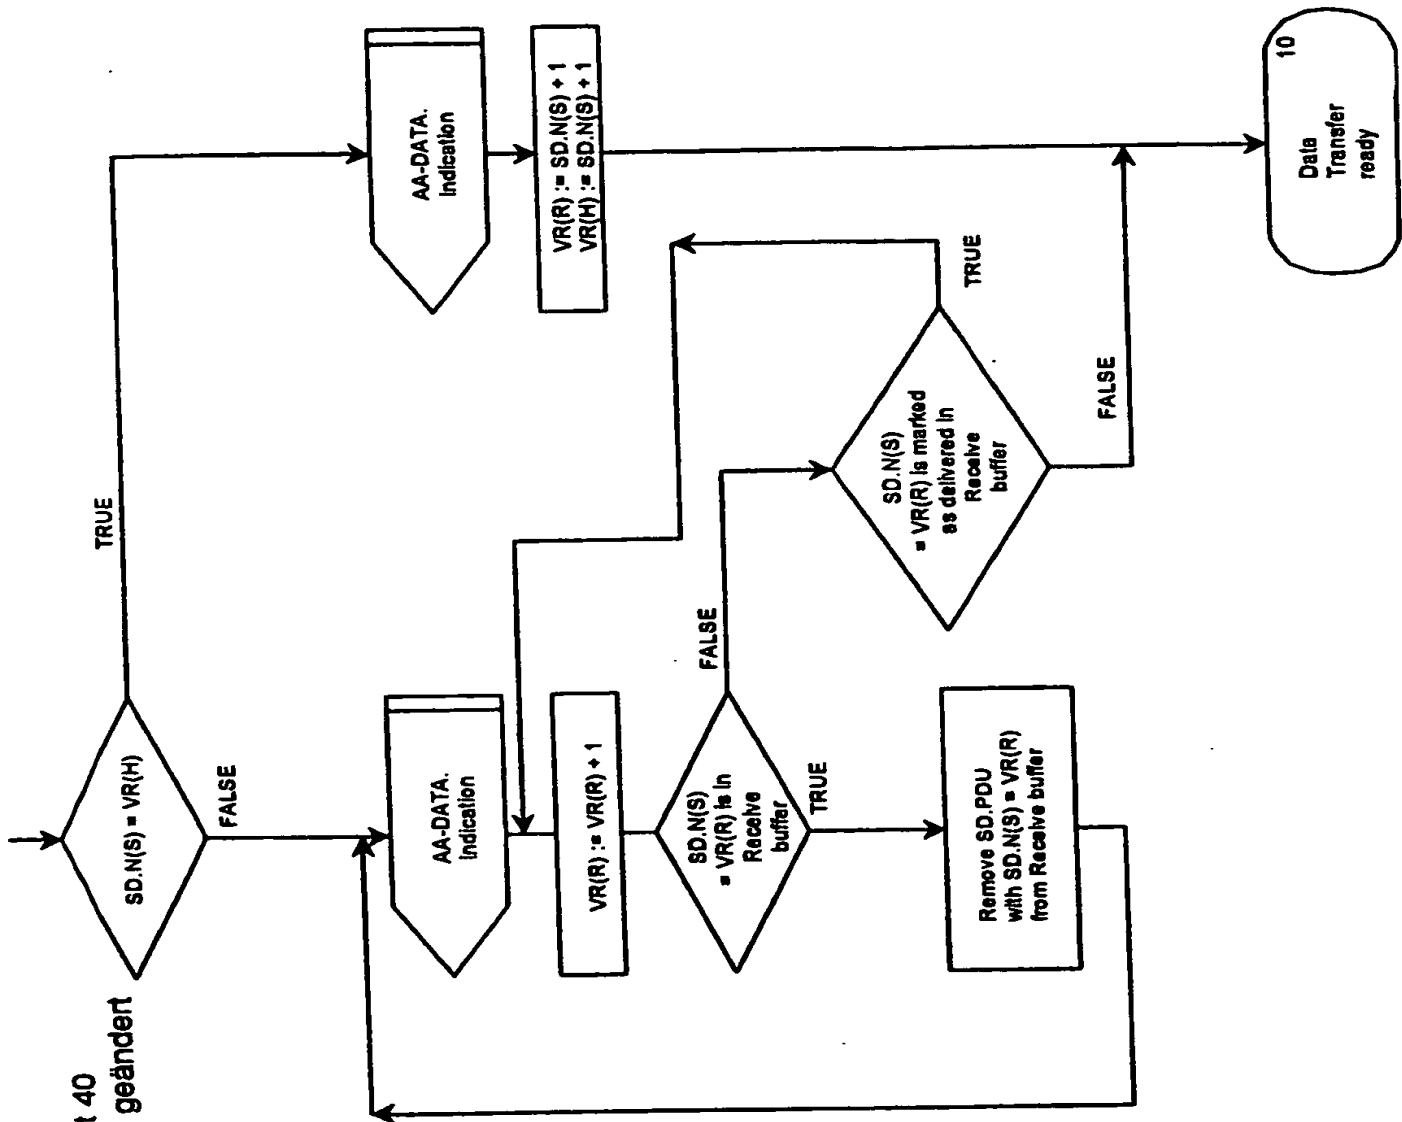 t 40
geändert
SD.N(S) = VR(H)
TRUE
FALSE
AA-DATA.
Indication
VR(R) := SD.N(S) + 1
VR(H) := SD.N(S) + 1
AA-DATA.
Indication
VR(R) := VR(R) + 1
SD.N(S)
= VR(R) is in
Receive
buffer
FALSE
TRUE
SD.N(S)
= VR(R) is marked
as delivered in
Receive
buffer
TRUE
FALSE
Remove SD.PDU
with SD.N(S) = VR(R)
from Receive buffer
10
Data
Transfer
ready